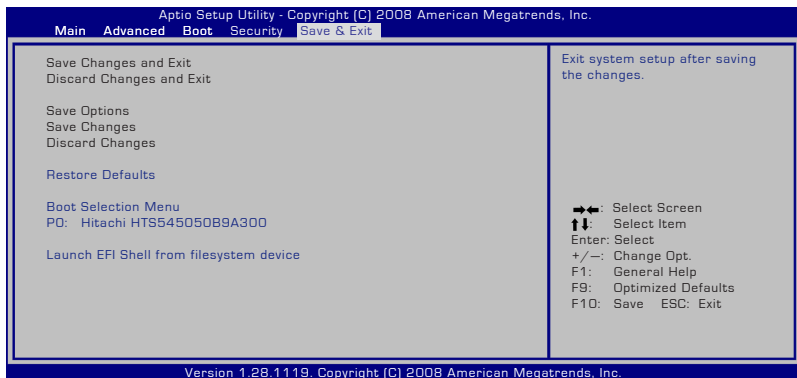 Aptio Setup Utility - Copyright (C) 2008 American Megatrends, Inc.
Main Advanced Boot Security Save & Exit
Save Changes and Exit
Discard Changes and Exit
Save Options
Save Changes
Discard Changes
Restore Defaults
Boot Selection Menu
P0: Hitachi HTS545050B9A300
Launch EFI Shell from filesystem device
Exit system setup after saving
the changes.
→←: Select Screen
↑↓: Select Item
Enter: Select
+/—: Change Opt.
F1: General Help
F9: Optimized Defaults
F10: Save ESC: Exit
Version 1.28.1119. Copyright (C) 2008 American Megatrends, Inc.